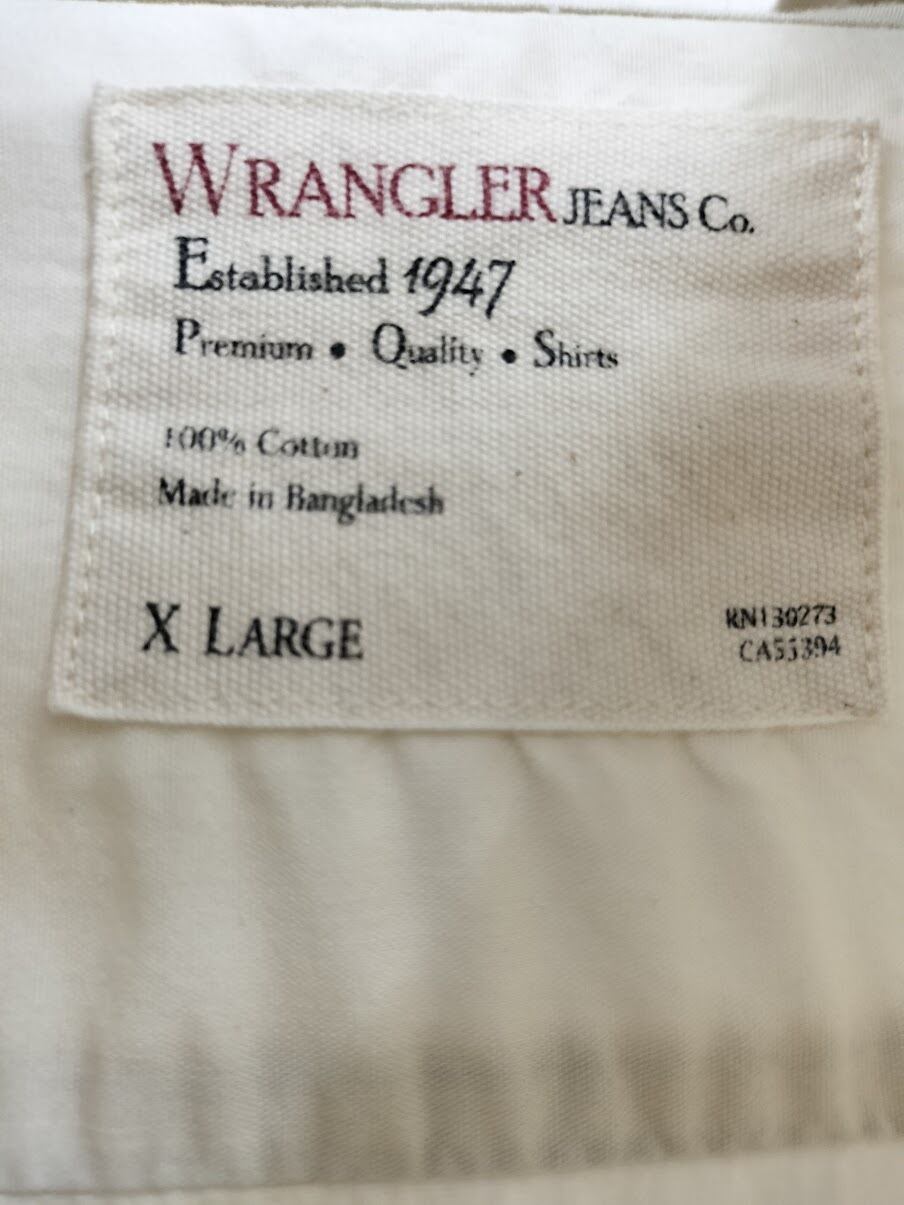 WRANGLER JEANS Co.
Established 1947
Premium • Quality • Shirts
100% Cotton
Made in Bangladesh
X LARGE
RN130273
CA55394